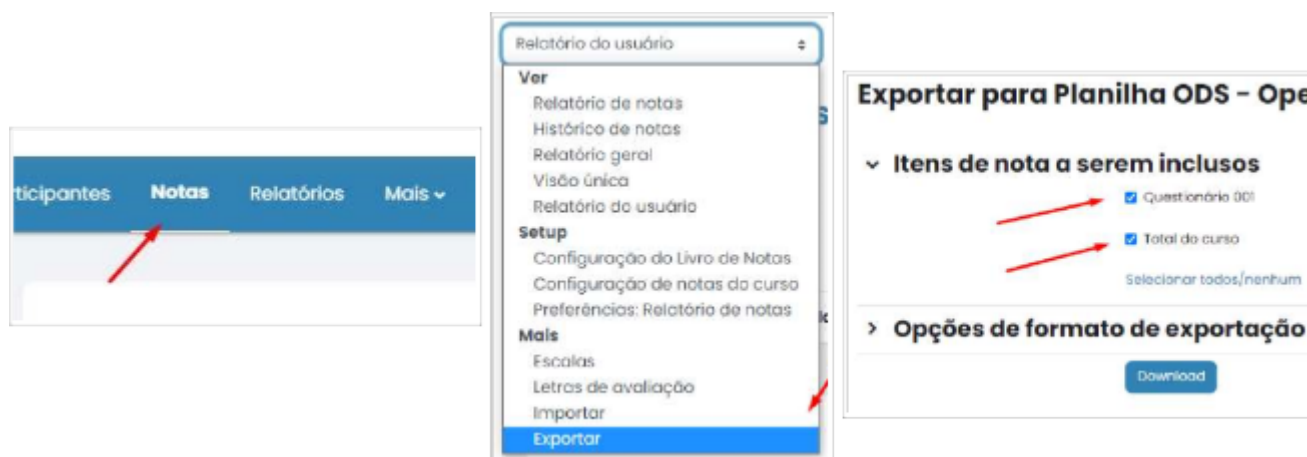 ticipantes Notas Relatórios Mais
Relatório do usuário
Ver
Relatório de notas
Histórico de notas
Relatório geral
Visão única
Relatório do usuário
Setup
Configuração do Livro de Notas
Configuração de notas do curso
Preferências: Relatório de notas
Mais
Escalas
Letras de avaliação
Importar
Exportar
Exportar para Planilha ODS - Ope
Itens de nota a serem inclusos
Questionário 001
Total do curso
Selecionar todos/nenhum
Opções de formato de exportação
Download